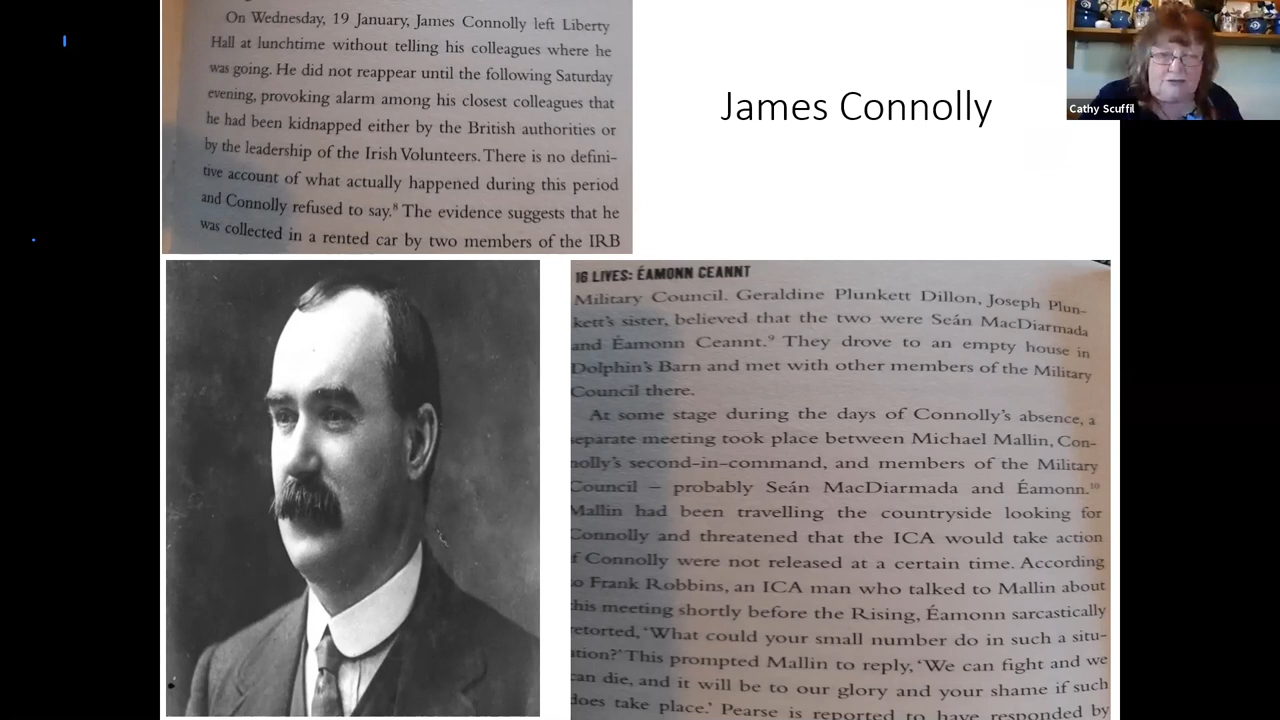 On Wednesday, 19 January, James Connolly left Liberty
Hall at lunchtime without telling his colleagues where he
was going. He did not reappear until the following Saturday
evening, provoking alarm among his closest colleagues that
he had been kidnapped either by the British authorities or
by the leadership of the Irish Volunteers. There is no defini-
tive account of what actually happened during this period
and Connolly refused to say.⁸ The evidence suggests that he
was collected in a rented car by two members of the IRB
James Connolly
Cathy Scuffil
16 LIVES: ÉAMONN CEANNT
Military Council. Geraldine Plunkett Dillon, Joseph Plun-
kett's sister, believed that the two were Seán MacDiarmada
and Éamonn Ceannt.⁹ They drove to an empty house in
Dolphin's Barn and met with other members of the Military
Council there.
At some stage during the days of Connolly's absence, a
separate meeting took place between Michael Mallin, Con-
nolly's second-in-command, and members of the Military
Council – probably Seán MacDiarmada and Éamonn.¹⁰
Mallin had been travelling the countryside looking for
Connolly and threatened that the ICA would take action
f Connolly were not released at a certain time. According
o Frank Robbins, an ICA man who talked to Mallin about
his meeting shortly before the Rising, Éamonn sarcastically
etorted, 'What could your small number do in such a situ-
ation?' This prompted Mallin to reply, 'We can fight and we
can die, and it will be to our glory and your shame if such
does take place.' Pearse is reported to have responded by